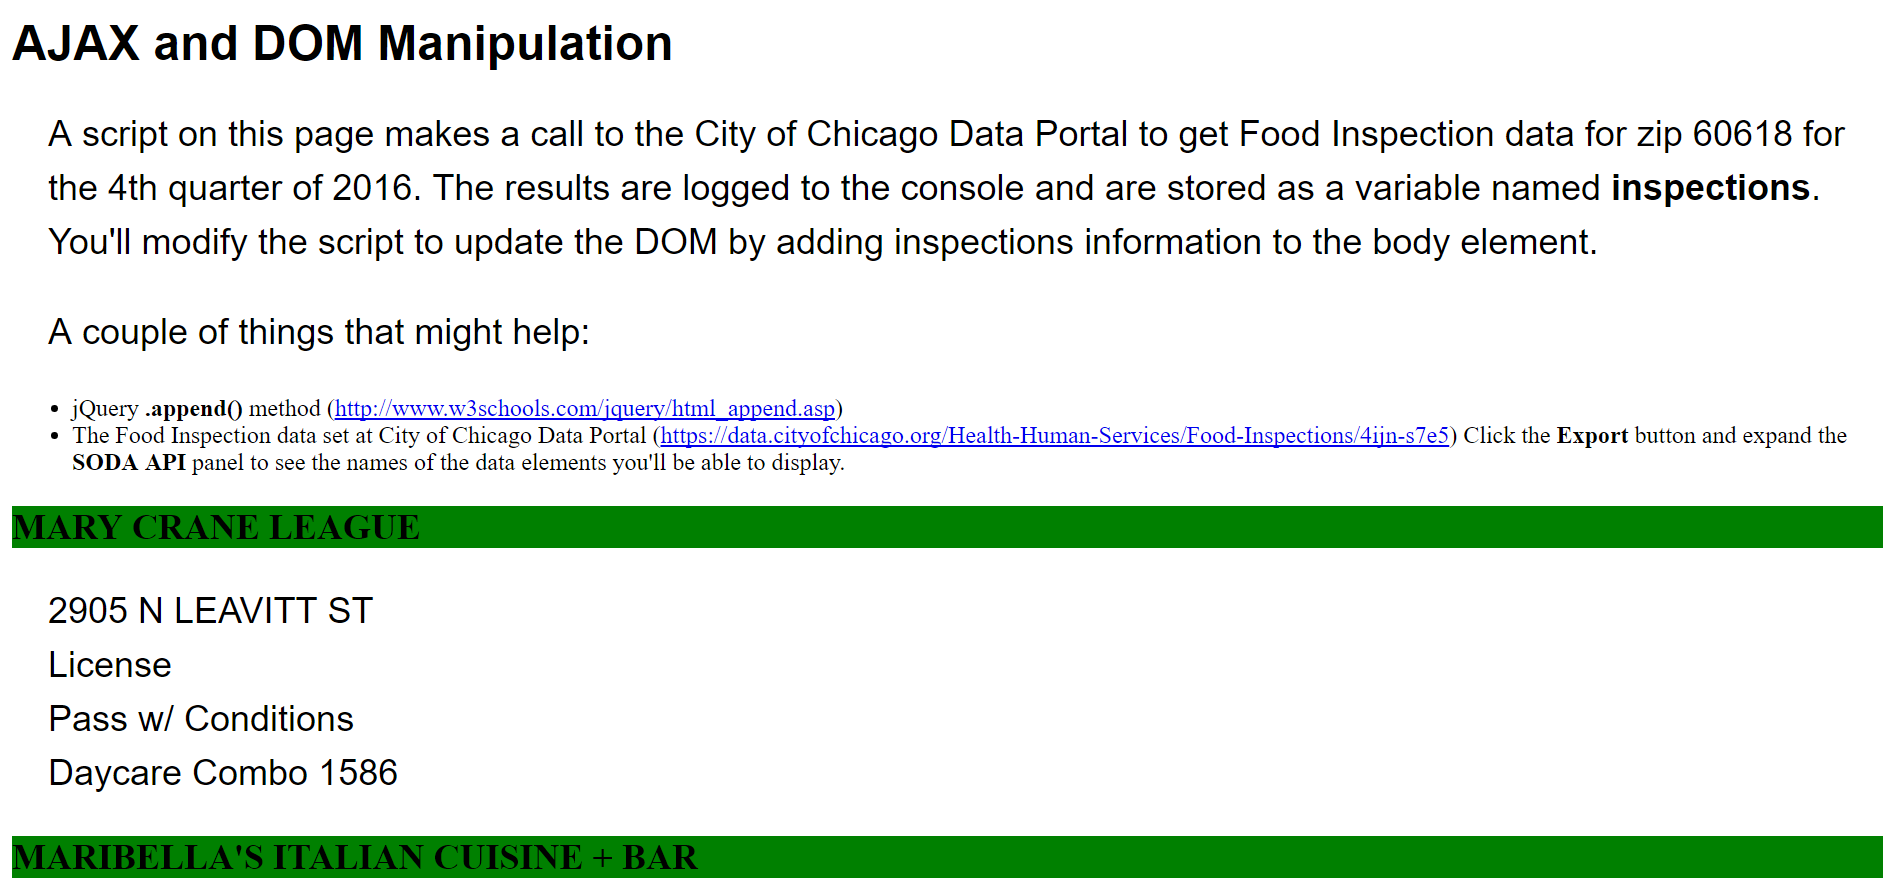 AJAX and DOM Manipulation
A script on this page makes a call to the City of Chicago Data Portal to get Food Inspection data for zip 60618 for
the 4th quarter of 2016. The results are logged to the console and are stored as a variable named inspections.
You'll modify the script to update the DOM by adding inspections information to the body element.
A couple of things that might help:
• jQuery .append() method (http://www.w3schools.com/jquery/html_append.asp)
• The Food Inspection data set at City of Chicago Data Portal (https://data.cityofchicago.org/Health-Human-Services/Food-Inspections/4ijn-s7e5) Click the Export button and expand the
SODA API panel to see the names of the data elements you'll be able to display.
MARY CRANE LEAGUE
2905 N LEAVITT ST
License
Pass w/ Conditions
Daycare Combo 1586
MARIBELLA'S ITALIAN CUISINE + BAR